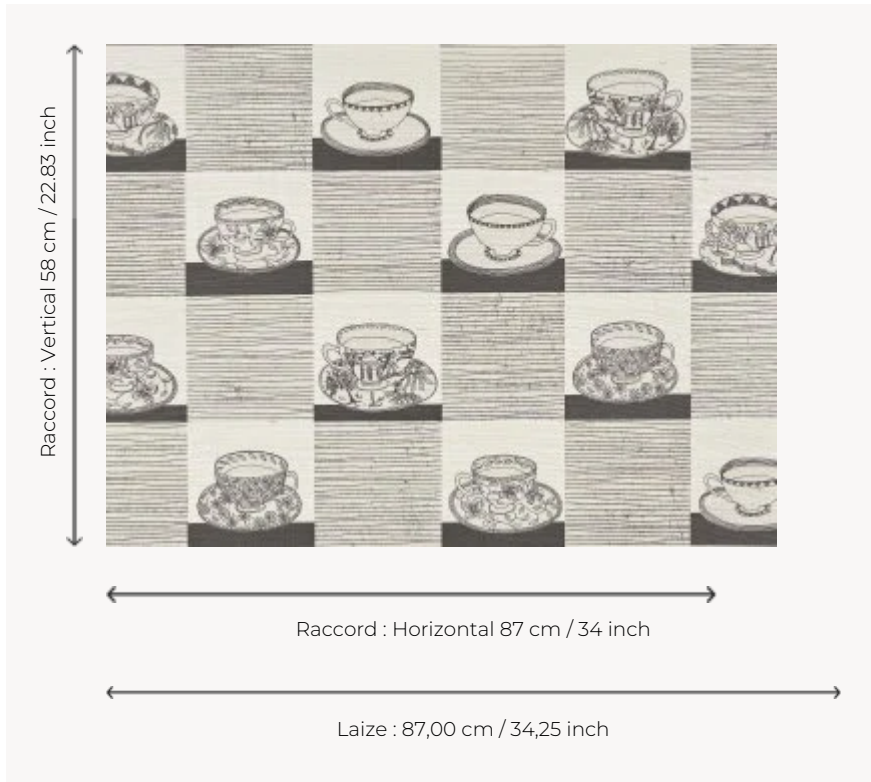 Raccord : Vertical 58 cm / 22.83 inch
Raccord : Horizontal 87 cm / 34 inch
Laize : 87,00 cm / 34,25 inch